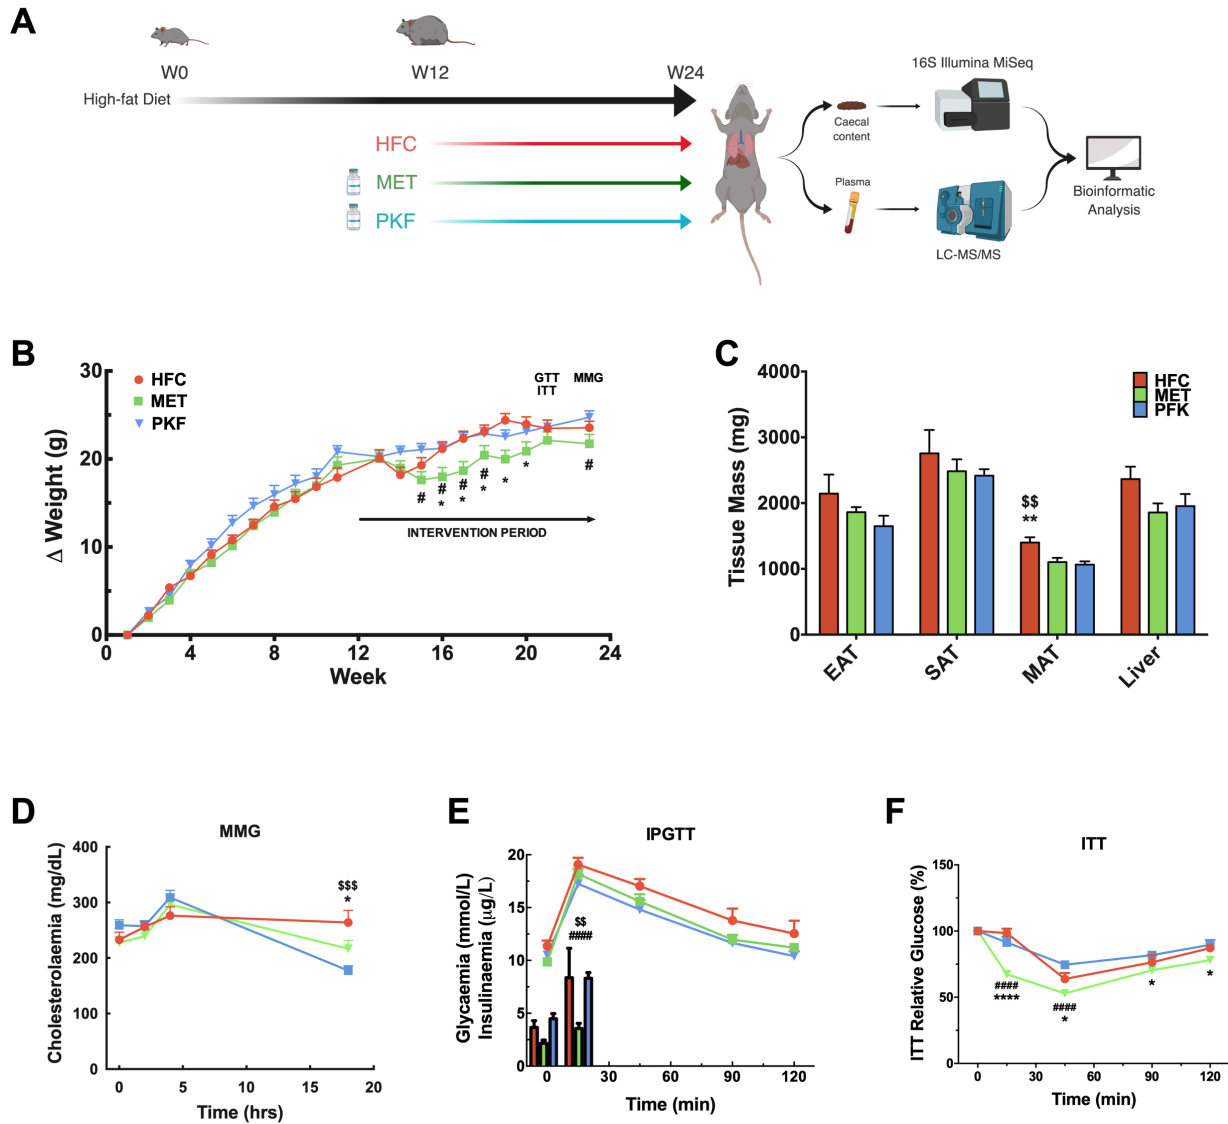 A
W0
W12
W24
High-fat Diet
HFC
MET
PKF
Caecal
content
Plasma
16S Illumina MiSeq
LC-MS/MS
Bioinformatic
Analysis
B
30
20
10
0
Δ Weight (g)
HFC
MET
PKF
GTT
ITT
MMG
#
#
*
#
*
#
*
*
*
#
INTERVENTION PERIOD
0
4
8
12
16
20
24
Week
C
4000
3000
2000
1000
0
Tissue Mass (mg)
HFC
MET
PFK
$$
**
EAT
SAT
MAT
Liver
D
MMG
400
300
200
100
0
Cholesterolaemia (mg/dL)
$$$
*
0
5
10
15
20
Time (hrs)
E
IPGTT
20
15
10
5
0
Glycaemia (mmol/L)
Insulinaemia (μg/L)
$$
####
0
30
60
90
120
Time (min)
F
ITT
150
100
50
0
ITT Relative Glucose (%)
####
****
####
*
*
*
0
30
60
90
120
Time (min)